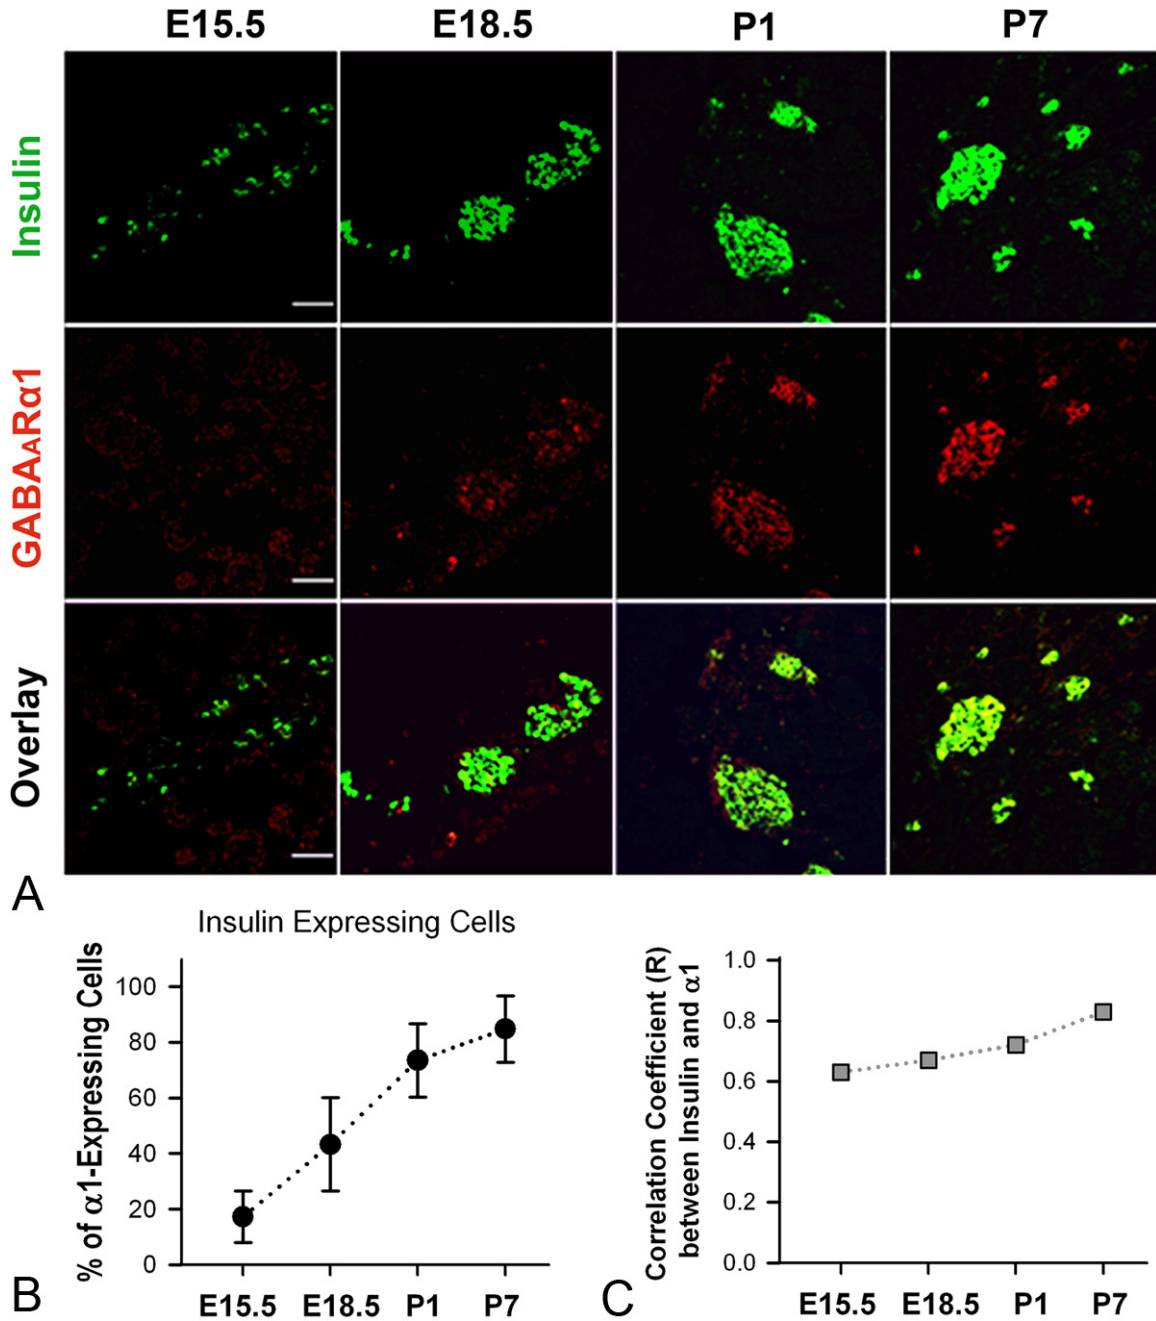 E15.5 E18.5 P1 P7
Insulin
GABAARα1
Overlay
A
Insulin Expressing Cells
% of α1-Expressing Cells
100
80
60
40
20
0
E15.5 E18.5 P1 P7
B
Correlation Coefficient (R)
between Insulin and α1
1.0
0.8
0.6
0.4
0.2
0.0
E15.5 E18.5 P1 P7
C